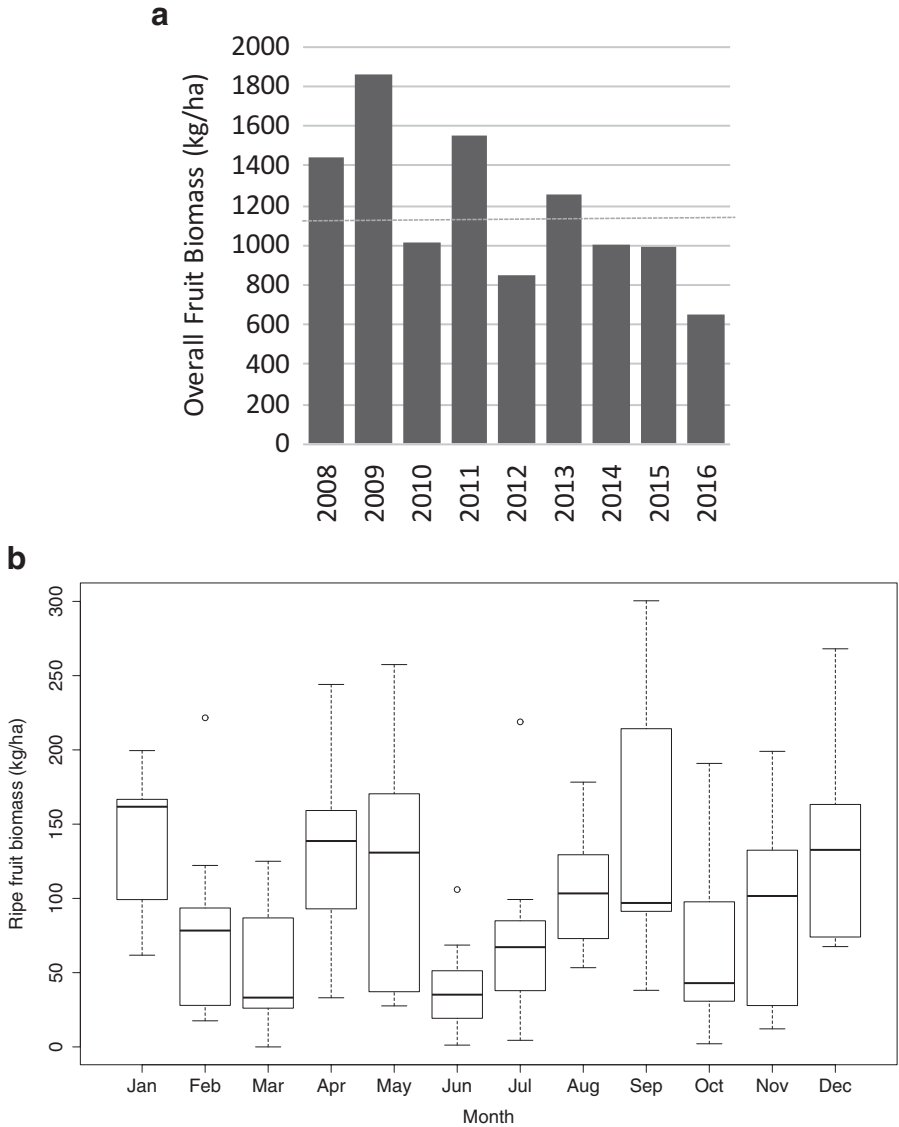 a
Overall Fruit Biomass (kg/ha)
2000
1800
1600
1400
1200
1000
800
600
400
200
0
2008 2009 2010 2011 2012 2013 2014 2015 2016
b
Ripe fruit biomass (kg/ha)
300
250
200
150
100
50
0
Jan Feb Mar Apr May Jun Jul Aug Sep Oct Nov Dec
Month